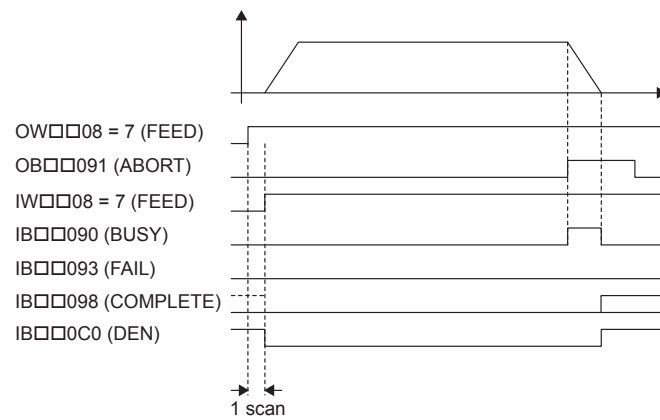 OW□□08 = 7 (FEED)
OB□□091 (ABORT)
IW□□08 = 7 (FEED)
IB□□090 (BUSY)
IB□□093 (FAIL)
IB□□098 (COMPLETE)
IB□□0C0 (DEN)
1 scan